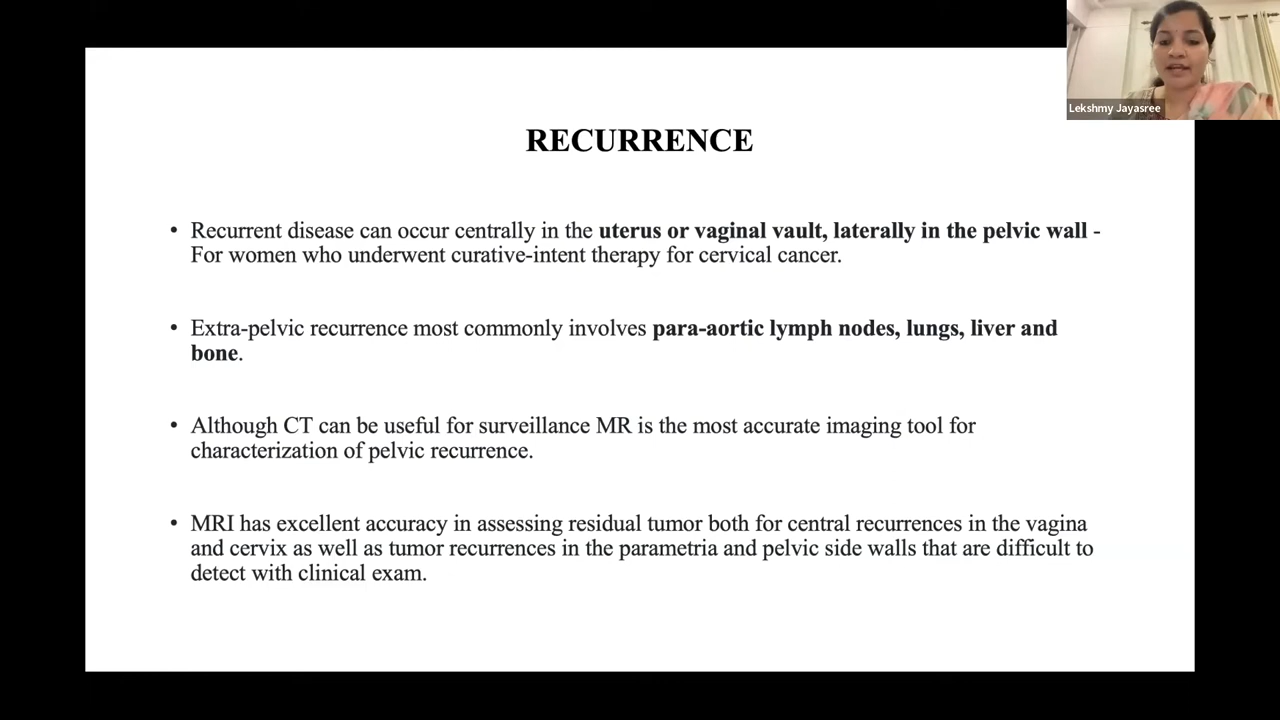 Lekshmy Jayasree
RECURRENCE
• Recurrent disease can occur centrally in the uterus or vaginal vault, laterally in the pelvic wall -
For women who underwent curative-intent therapy for cervical cancer.
• Extra-pelvic recurrence most commonly involves para-aortic lymph nodes, lungs, liver and
bone.
• Although CT can be useful for surveillance MR is the most accurate imaging tool for
characterization of pelvic recurrence.
• MRI has excellent accuracy in assessing residual tumor both for central recurrences in the vagina
and cervix as well as tumor recurrences in the parametria and pelvic side walls that are difficult to
detect with clinical exam.